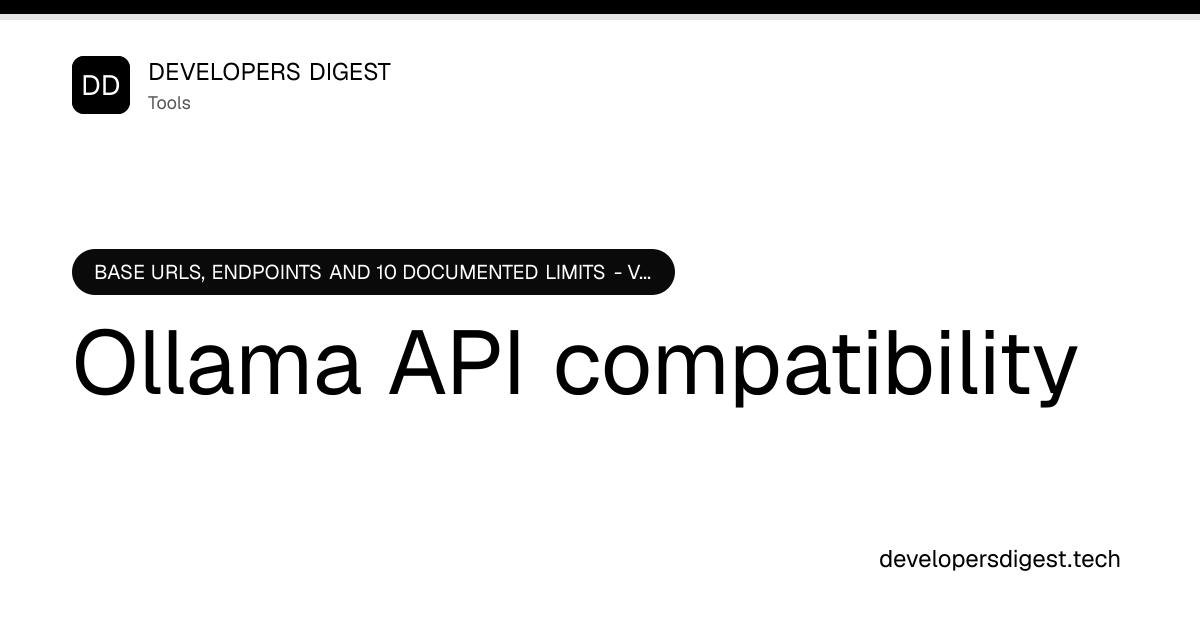 DD
DEVELOPERS DIGEST
Tools
BASE URLS, ENDPOINTS AND 10 DOCUMENTED LIMITS - V...
Ollama API compatibility
developersdigest.tech